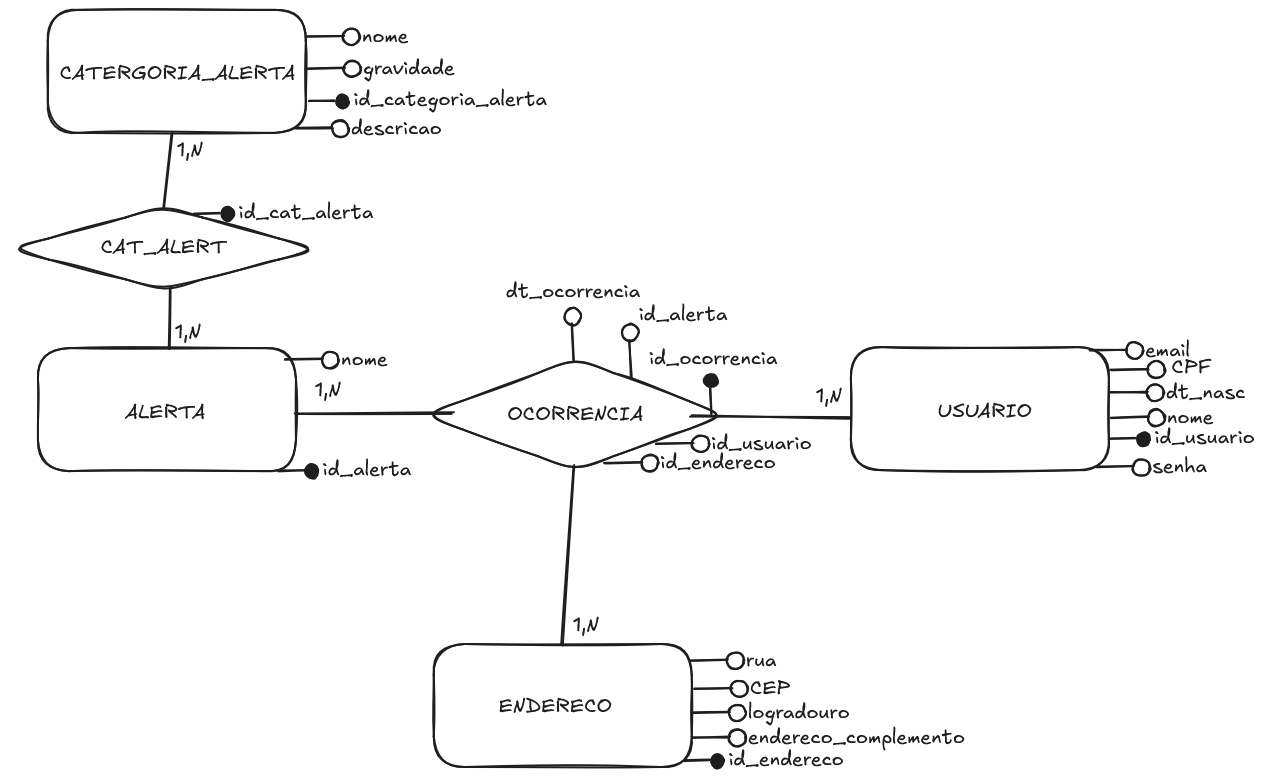 CATERGORIA_ALERTA
nome
gravidade
id_categoria_alerta
descricao
1,N
id_cat_alerta
CAT_ALERT
1,N
ALERTA
nome
1,N
id_alerta
dt_ocorrencia
id_alerta
id_ocorrencia
OCORRENCIA
id_usuario
id_endereco
1,N
USUARIO
email
CPF
dt_nasc
nome
id_usuario
senha
1,N
ENDERECO
rua
CEP
logradouro
endereco_complemento
id_endereco